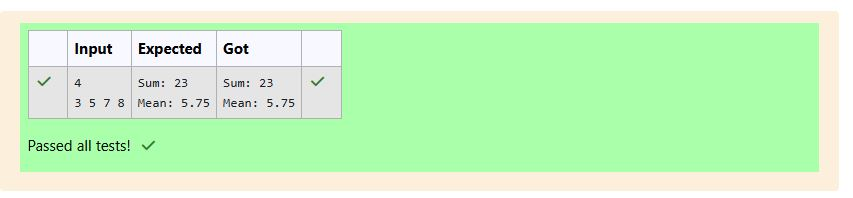 Input Expected Got
4 Sum: 23 Sum: 23
3 5 7 8 Mean: 5.75 Mean: 5.75
Passed all tests!